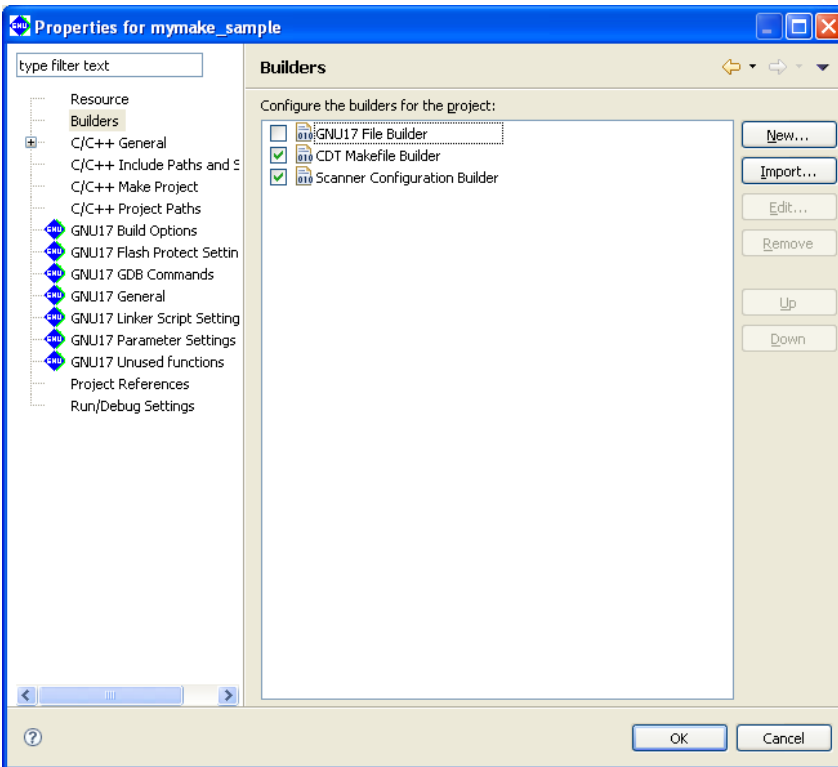 Properties for mymake_sample
type filter text
Builders
Resource
Builders
C/C++ General
C/C++ Include Paths and S
C/C++ Make Project
C/C++ Project Paths
GNU17 Build Options
GNU17 Flash Protect Settin
GNU17 GDB Commands
GNU17 General
GNU17 Linker Script Setting
GNU17 Parameter Settings
GNU17 Unused functions
Project References
Run/Debug Settings
Configure the builders for the project:
GNU17 File Builder
CDT Makefile Builder
Scanner Configuration Builder
New...
Import...
Edit...
Remove
Up
Down
OK
Cancel